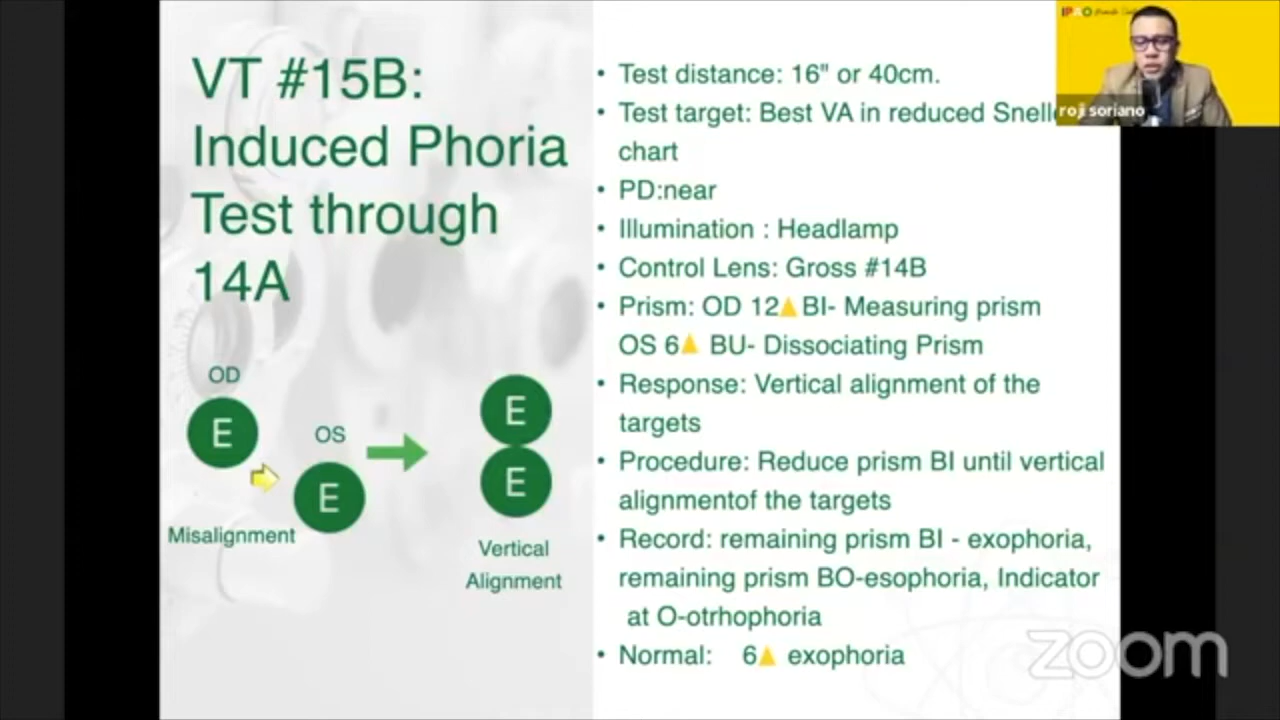 VT #15B:
Induced Phoria
Test through
14A
OD
E
OS
E
E
E
Misalignment
Vertical
Alignment
• Test distance: 16" or 40cm.
• Test target: Best VA in reduced Snelle
chart
• PD:near
• Illumination : Headlamp
• Control Lens: Gross #14B
• Prism: OD 12 BI- Measuring prism
OS 6 BU- Dissociating Prism
• Response: Vertical alignment of the
targets
• Procedure: Reduce prism BI until vertical
alignmentof the targets
• Record: remaining prism BI - exophoria,
remaining prism BO-esophoria, Indicator
at O-otrhophoria
• Normal: 6 exophoria
roji soriano
zoom